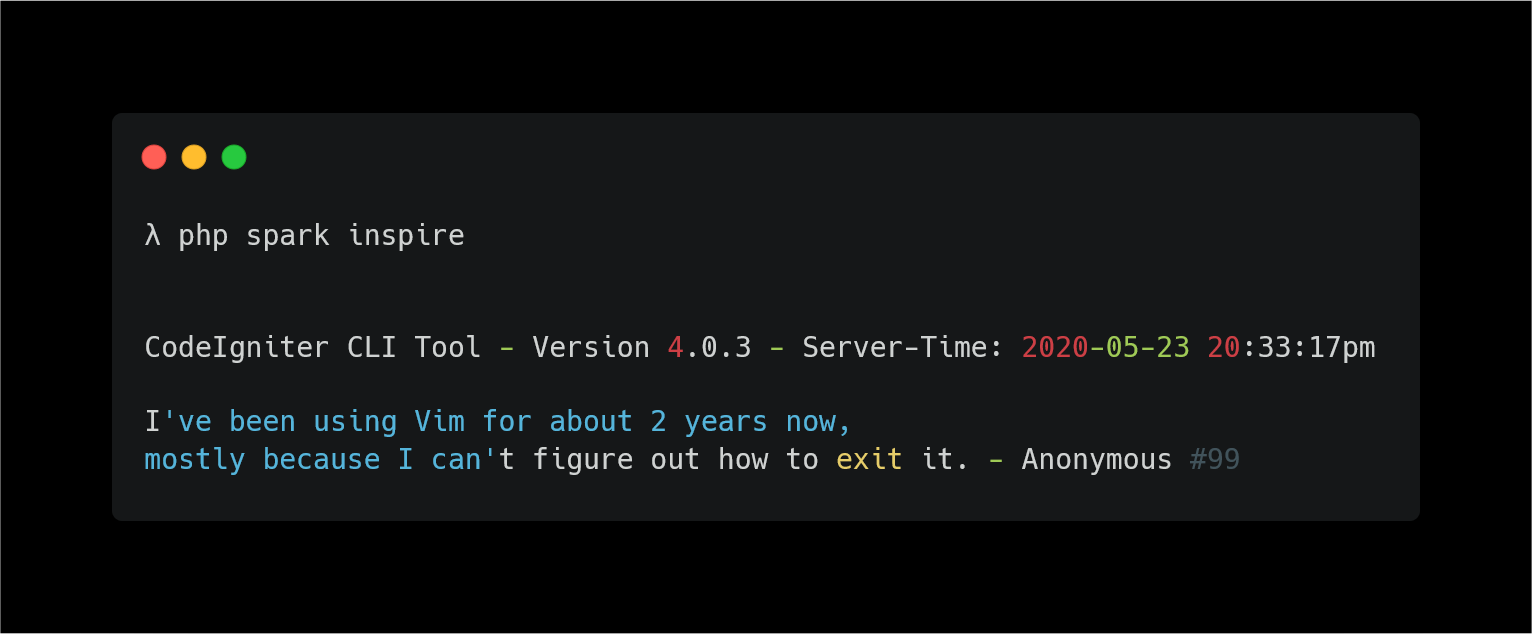 λ php spark inspire
CodeIgniter CLI Tool - Version 4.0.3 - Server-Time: 2020-05-23 20:33:17pm
I've been using Vim for about 2 years now,
mostly because I can't figure out how to exit it. - Anonymous #99